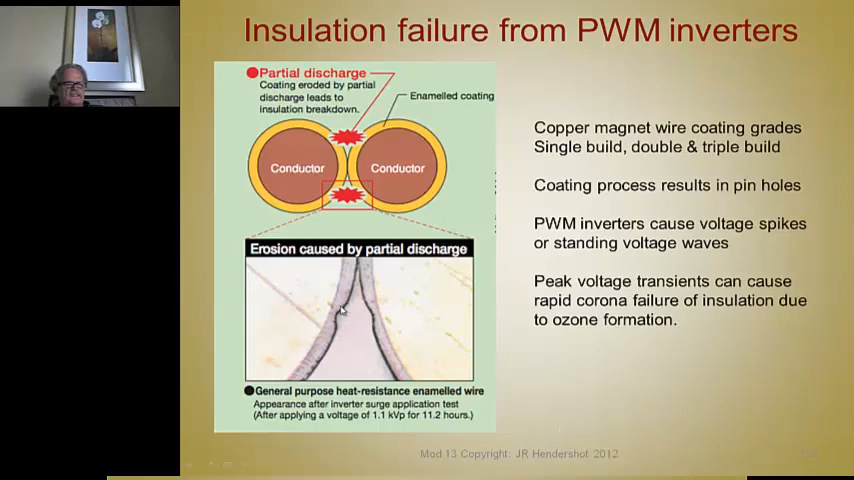 Insulation failure from PWM inverters
●Partial discharge
Coating eroded by partial
discharge leads to
insulation breakdown.
Enamelled coating
Conductor
Conductor
Erosion caused by partial discharge
●General purpose heat-resistance enamelled wire
Appearance after inverter surge application test
(After applying a voltage of 1.1 kVp for 11.2 hours.)
Copper magnet wire coating grades
Single build, double & triple build
Coating process results in pin holes
PWM inverters cause voltage spikes
or standing voltage waves
Peak voltage transients can cause
rapid corona failure of insulation due
to ozone formation.
Mod 13 Copyright: JR Hendershot 2012